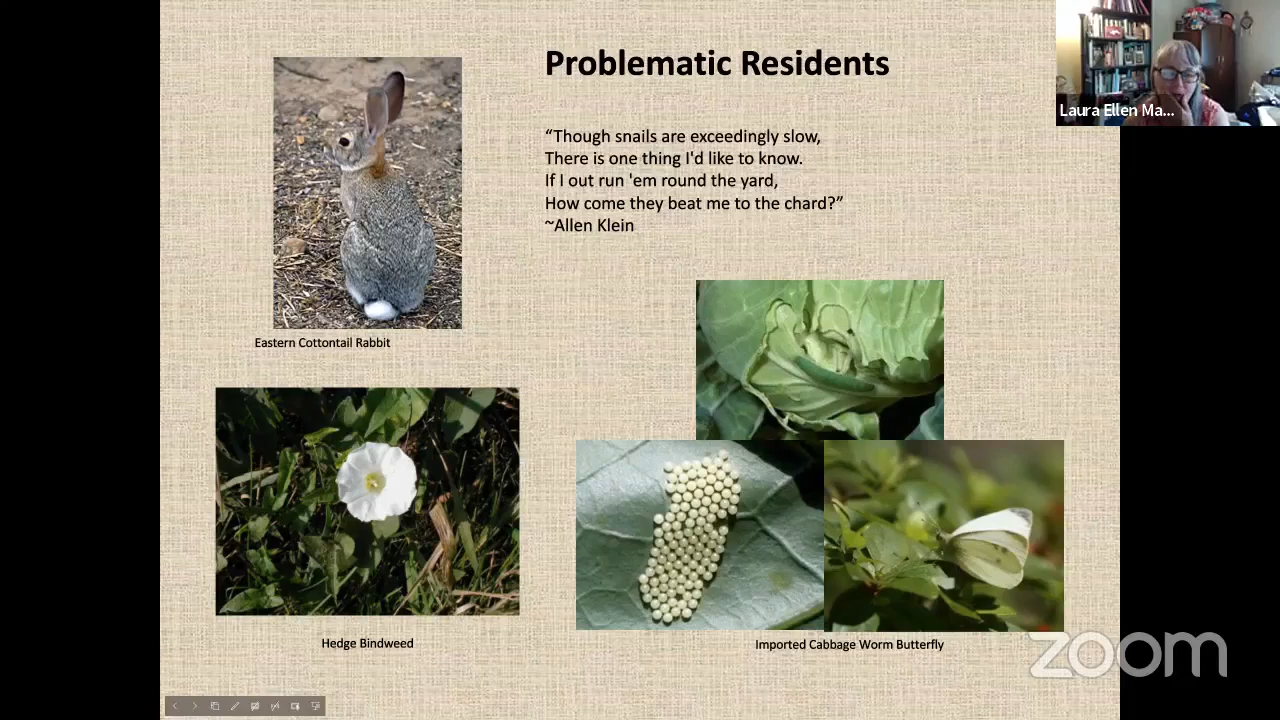 Problematic Residents
Laura Ellen Ma...
“Though snails are exceedingly slow,
There is one thing I'd like to know.
If I out run 'em round the yard,
How come they beat me to the chard?”
~Allen Klein
Eastern Cottontail Rabbit
Hedge Bindweed
Imported Cabbage Worm Butterfly
zoom